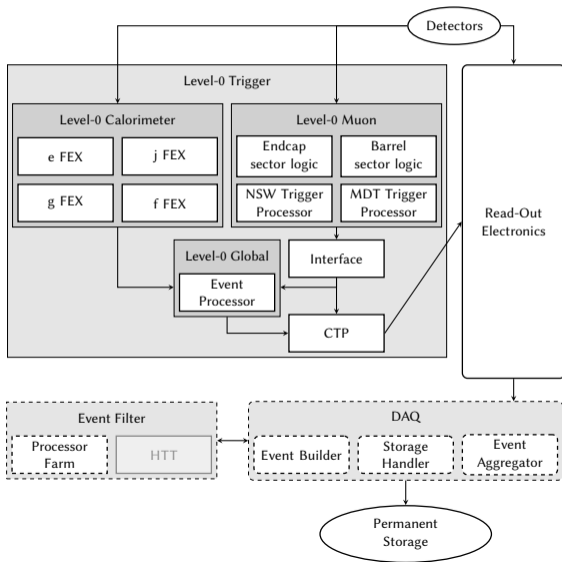 Detectors
Level-0 Trigger
Level-0 Calorimeter
Level-0 Muon
e FEX
j FEX
g FEX
f FEX
Endcap
sector logic
Barrel
sector logic
NSW Trigger
Processor
MDT Trigger
Processor
Read-Out
Electronics
Level-0 Global
Event
Processor
Interface
CTP
Event Filter
Processor
Farm
HTT
DAQ
Event Builder
Storage
Handler
Event
Aggregator
Permanent
Storage